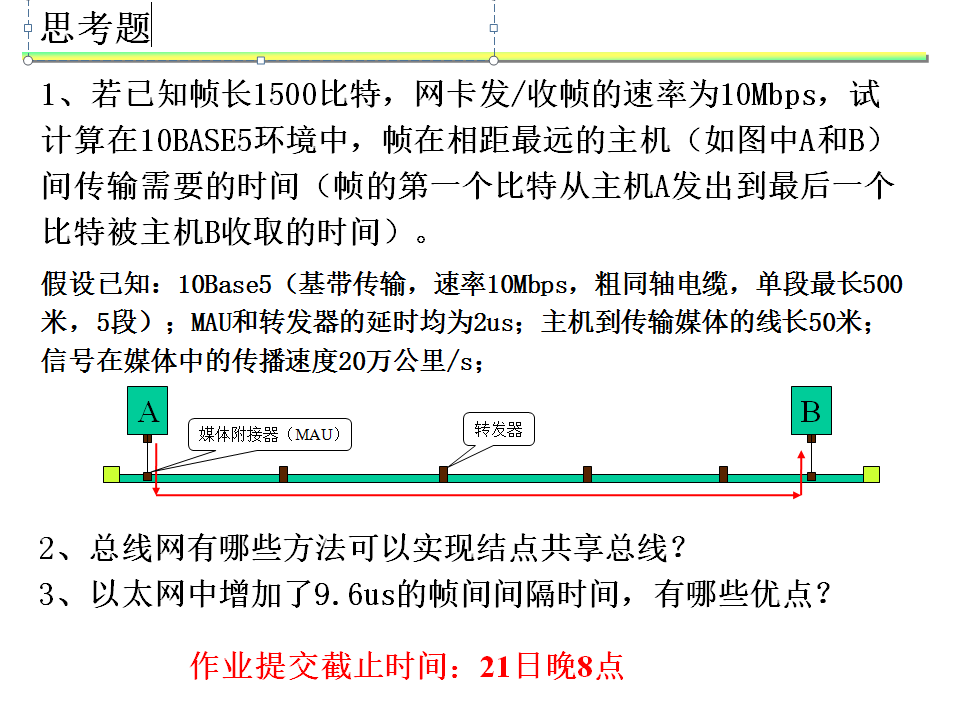 思考题
1、若已知帧长1500比特，网卡发/收帧的速率为10Mbps，试
计算在10BASE5环境中，帧在相距最远的主机（如图中A和B）
间传输需要的时间（帧的第一个比特从主机A发出到最后一个
比特被主机B收取的时间）。
假设已知：10Base5（基带传输，速率10Mbps，粗同轴电缆，单段最长500
米，5段）；MAU和转发器的延时均为2us；主机到传输媒体的线长50米；
信号在媒体中的传播速度20万公里/s；
A
媒体附接器（MAU）
转发器
B
2、总线网有哪些方法可以实现结点共享总线？
3、以太网中增加了9.6us的帧间间隔时间，有哪些优点？
作业提交截止时间：21日晚8点